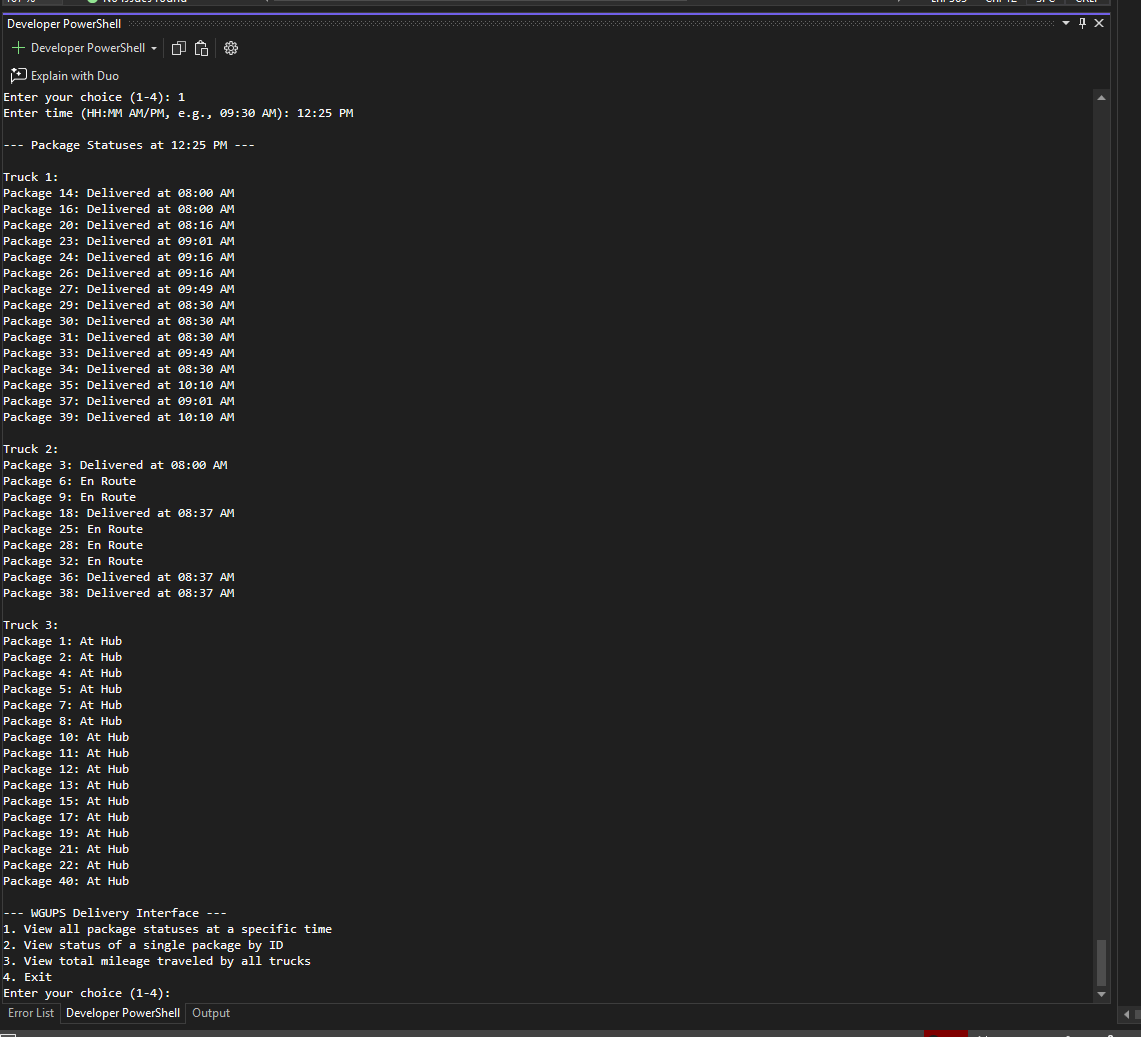 No issues found
Developer PowerShell
Developer PowerShell
Explain with Duo
Enter your choice (1-4): 1
Enter time (HH:MM AM/PM, e.g., 09:30 AM): 12:25 PM
--- Package Statuses at 12:25 PM ---
Truck 1:
Package 14: Delivered at 08:00 AM
Package 16: Delivered at 08:00 AM
Package 20: Delivered at 08:16 AM
Package 23: Delivered at 09:01 AM
Package 24: Delivered at 09:16 AM
Package 26: Delivered at 09:16 AM
Package 27: Delivered at 09:49 AM
Package 29: Delivered at 08:30 AM
Package 30: Delivered at 08:30 AM
Package 31: Delivered at 08:30 AM
Package 33: Delivered at 09:49 AM
Package 34: Delivered at 08:30 AM
Package 35: Delivered at 10:10 AM
Package 37: Delivered at 09:01 AM
Package 39: Delivered at 10:10 AM
Truck 2:
Package 3: Delivered at 08:00 AM
Package 6: En Route
Package 9: En Route
Package 18: Delivered at 08:37 AM
Package 25: En Route
Package 28: En Route
Package 32: En Route
Package 36: Delivered at 08:37 AM
Package 38: Delivered at 08:37 AM
Truck 3:
Package 1: At Hub
Package 2: At Hub
Package 4: At Hub
Package 5: At Hub
Package 7: At Hub
Package 8: At Hub
Package 10: At Hub
Package 11: At Hub
Package 12: At Hub
Package 13: At Hub
Package 15: At Hub
Package 17: At Hub
Package 19: At Hub
Package 21: At Hub
Package 22: At Hub
Package 40: At Hub
--- WGUPS Delivery Interface ---
1. View all package statuses at a specific time
2. View status of a single package by ID
3. View total mileage traveled by all trucks
4. Exit
Enter your choice (1-4):
Error List Developer PowerShell Output